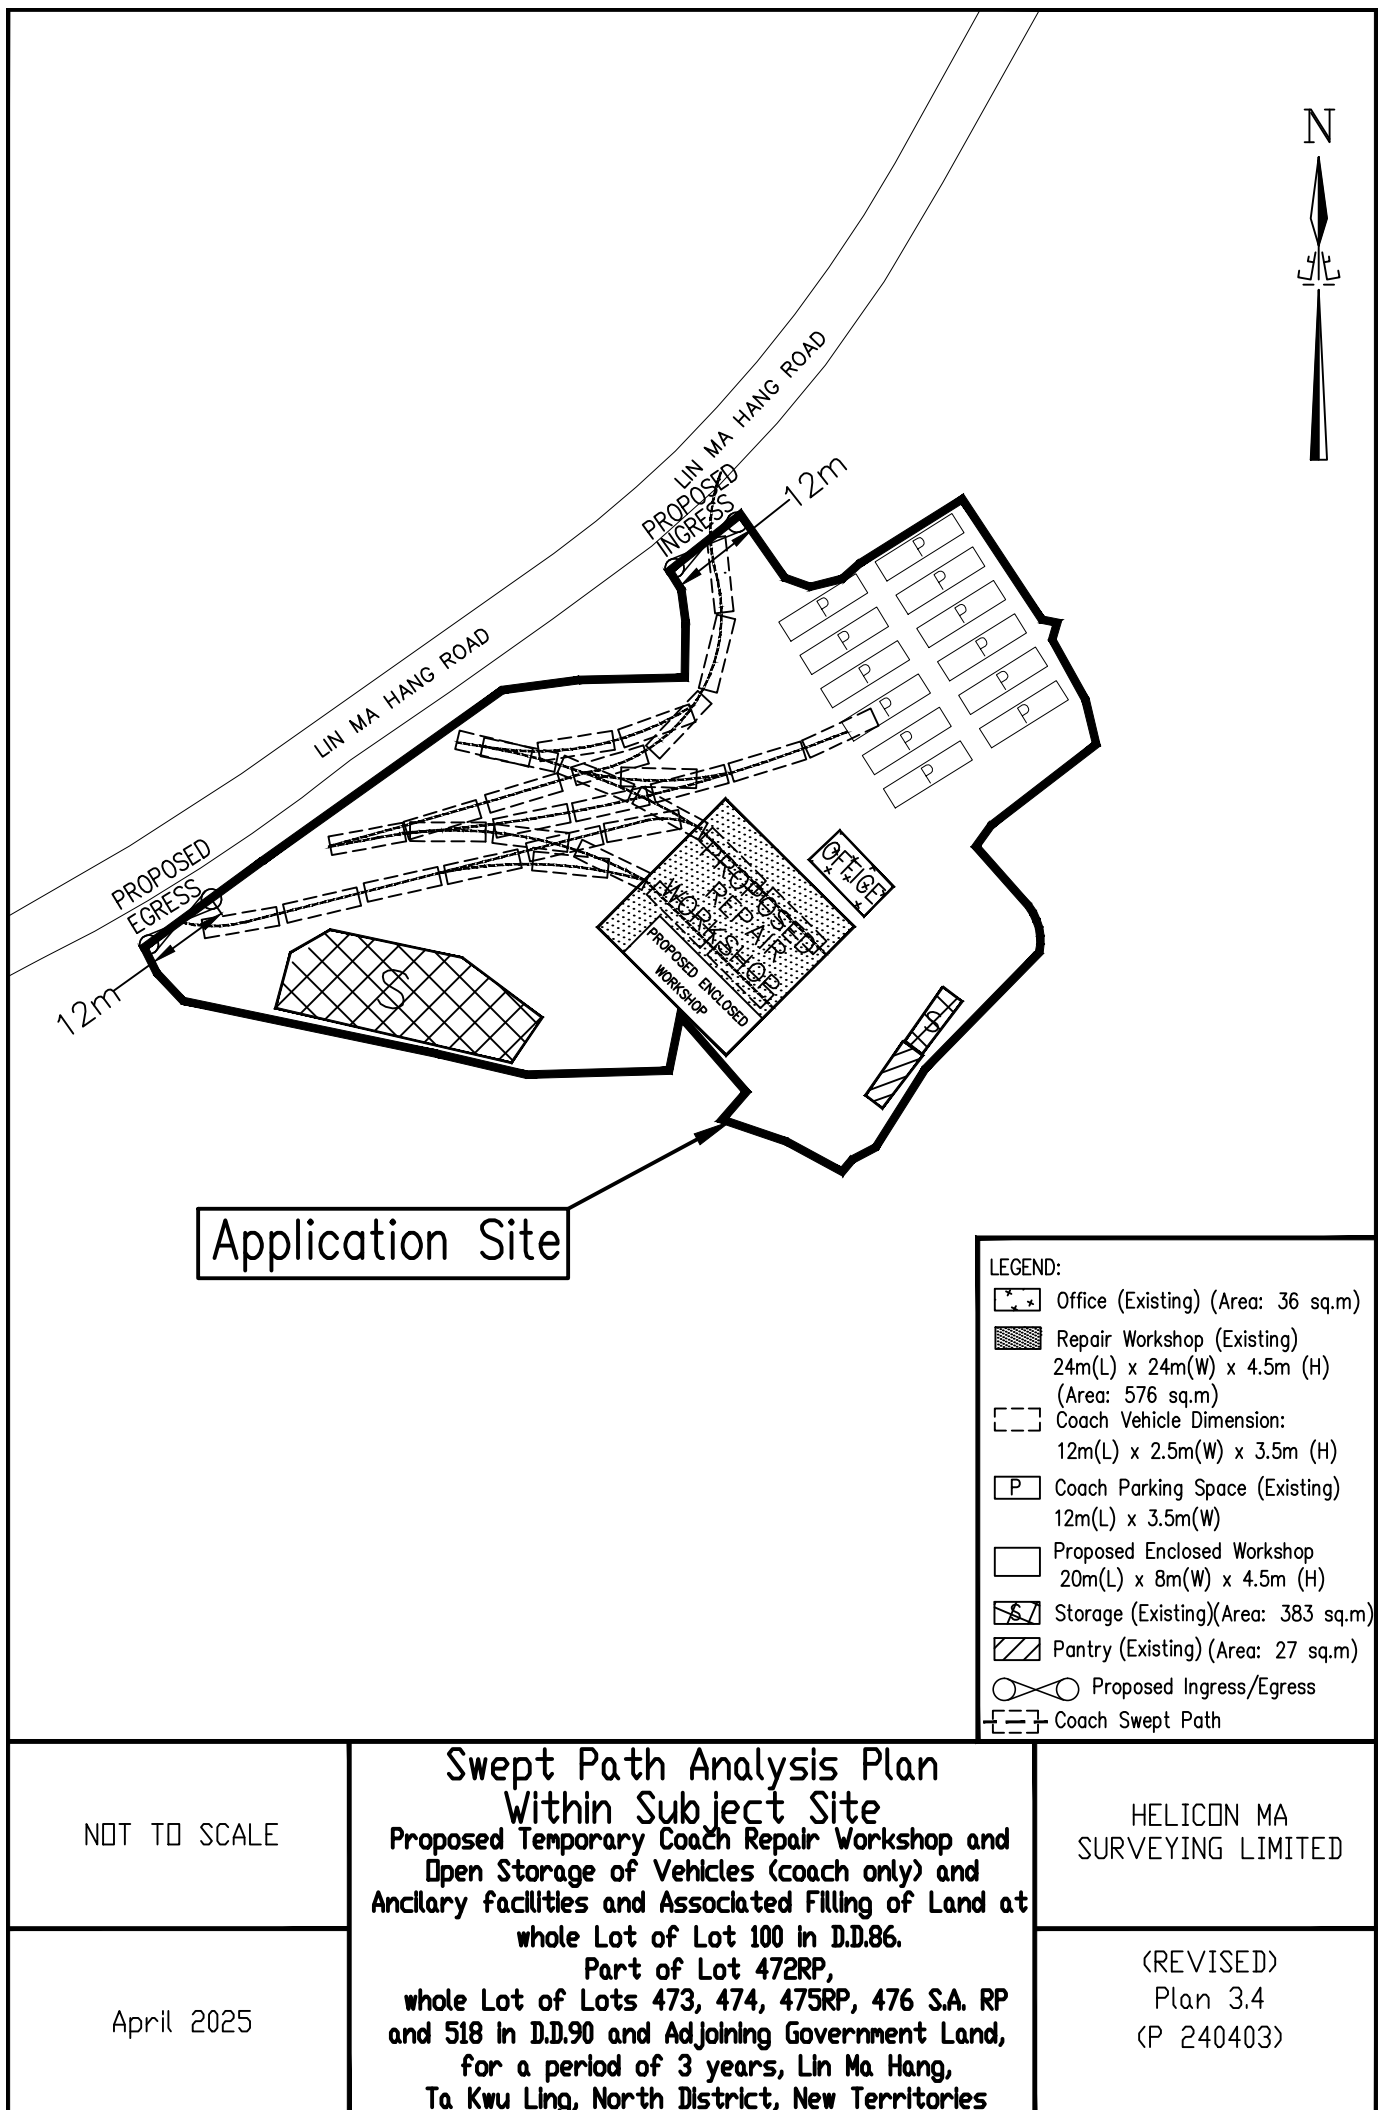 N
LIN MA HANG ROAD
PROPOSED
INGRESS
12m
P
P
P
P
P
P
P
P
P
P
P
P
LIN MA HANG ROAD
PROPOSED
EGRESS
12m
OFFICE
PROPOSED
REPAIR
WORKSHOP
PROPOSED ENCLOSED
WORKSHOP
S
S
Application Site
LEGEND:
Office (Existing) (Area: 36 sq.m)
Repair Workshop (Existing)
24m(L) x 24m(W) x 4.5m (H)
(Area: 576 sq.m)
Coach Vehicle Dimension:
12m(L) x 2.5m(W) x 3.5m (H)
P Coach Parking Space (Existing)
12m(L) x 3.5m(W)
Proposed Enclosed Workshop
20m(L) x 8m(W) x 4.5m (H)
S Storage (Existing)(Area: 383 sq.m)
Pantry (Existing) (Area: 27 sq.m)
Proposed Ingress/Egress
Coach Swept Path
NOT TO SCALE
April 2025
Swept Path Analysis Plan
Within Subject Site
Proposed Temporary Coach Repair Workshop and
Open Storage of Vehicles (coach only) and
Ancilary facilities and Associated Filling of Land at
whole Lot of Lot 100 in D.D.86.
Part of Lot 472RP,
whole Lot of Lots 473, 474, 475RP, 476 S.A. RP
and 518 in D.D.90 and Adjoining Government Land,
for a period of 3 years, Lin Ma Hang,
Ta Kwu Ling, North District, New Territories
HELICON MA
SURVEYING LIMITED
(REVISED)
Plan 3.4
(P 240403)